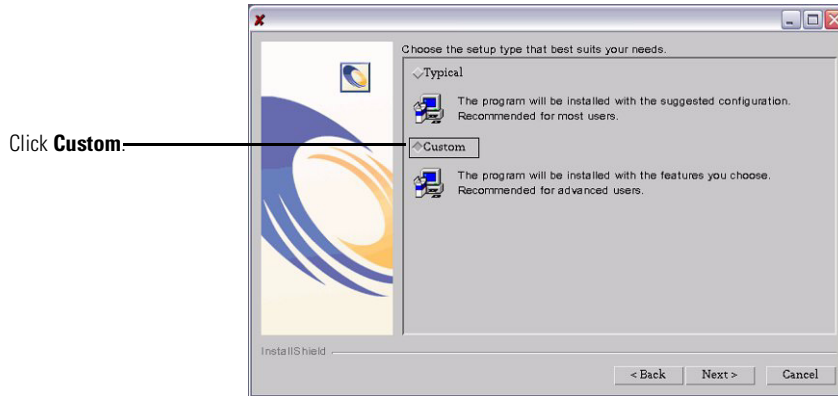 Choose the setup type that best suits your needs.
Typical
The program will be installed with the suggested configuration.
Recommended for most users.
Click Custom.
Custom
The program will be installed with the features you choose.
Recommended for advanced users.
InstallShield
< Back
Next >
Cancel